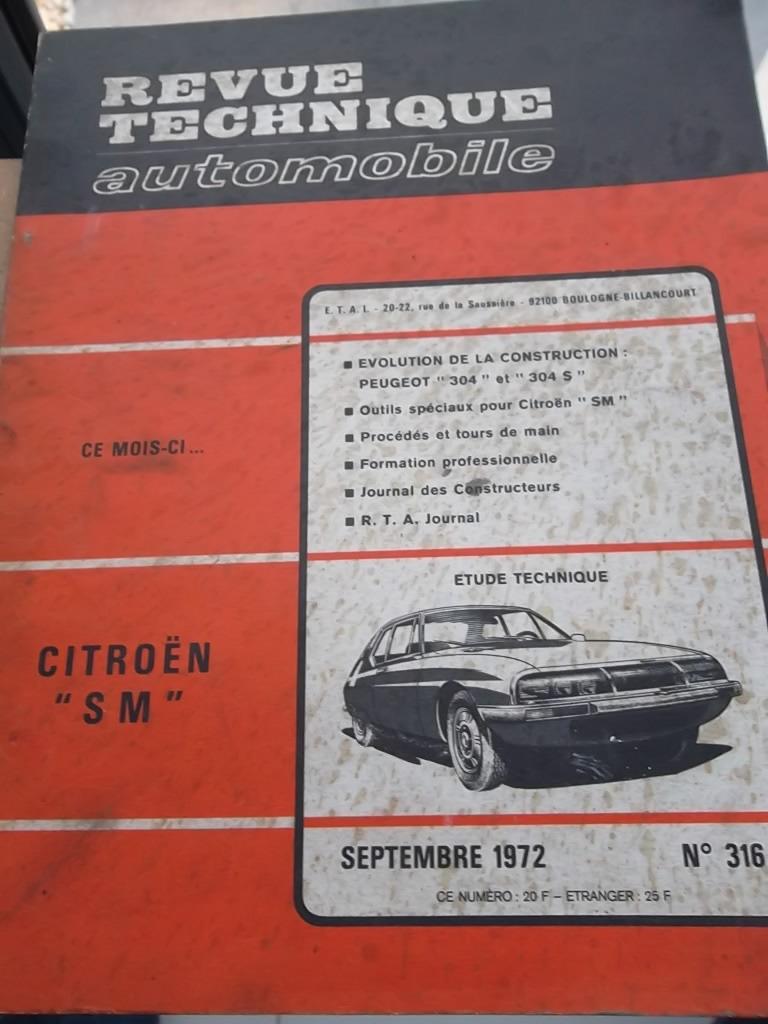 REVUE
TECHNIQUE
automobile
E. T. A. I. - 20-22, rue de la Saussière - 92100 BOULOGNE-BILLANCOURT
CE MOIS-CI...
■ EVOLUTION DE LA CONSTRUCTION :
PEUGEOT "304" et "304 S"
■ Outils spéciaux pour Citroën "SM"
■ Procédés et tours de main
■ Formation professionnelle
■ Journal des Constructeurs
■ R. T. A. Journal
ETUDE TECHNIQUE
CITROËN
"SM"
SEPTEMBRE 1972 N° 316
CE NUMÉRO : 20 F – ETRANGER : 25 F